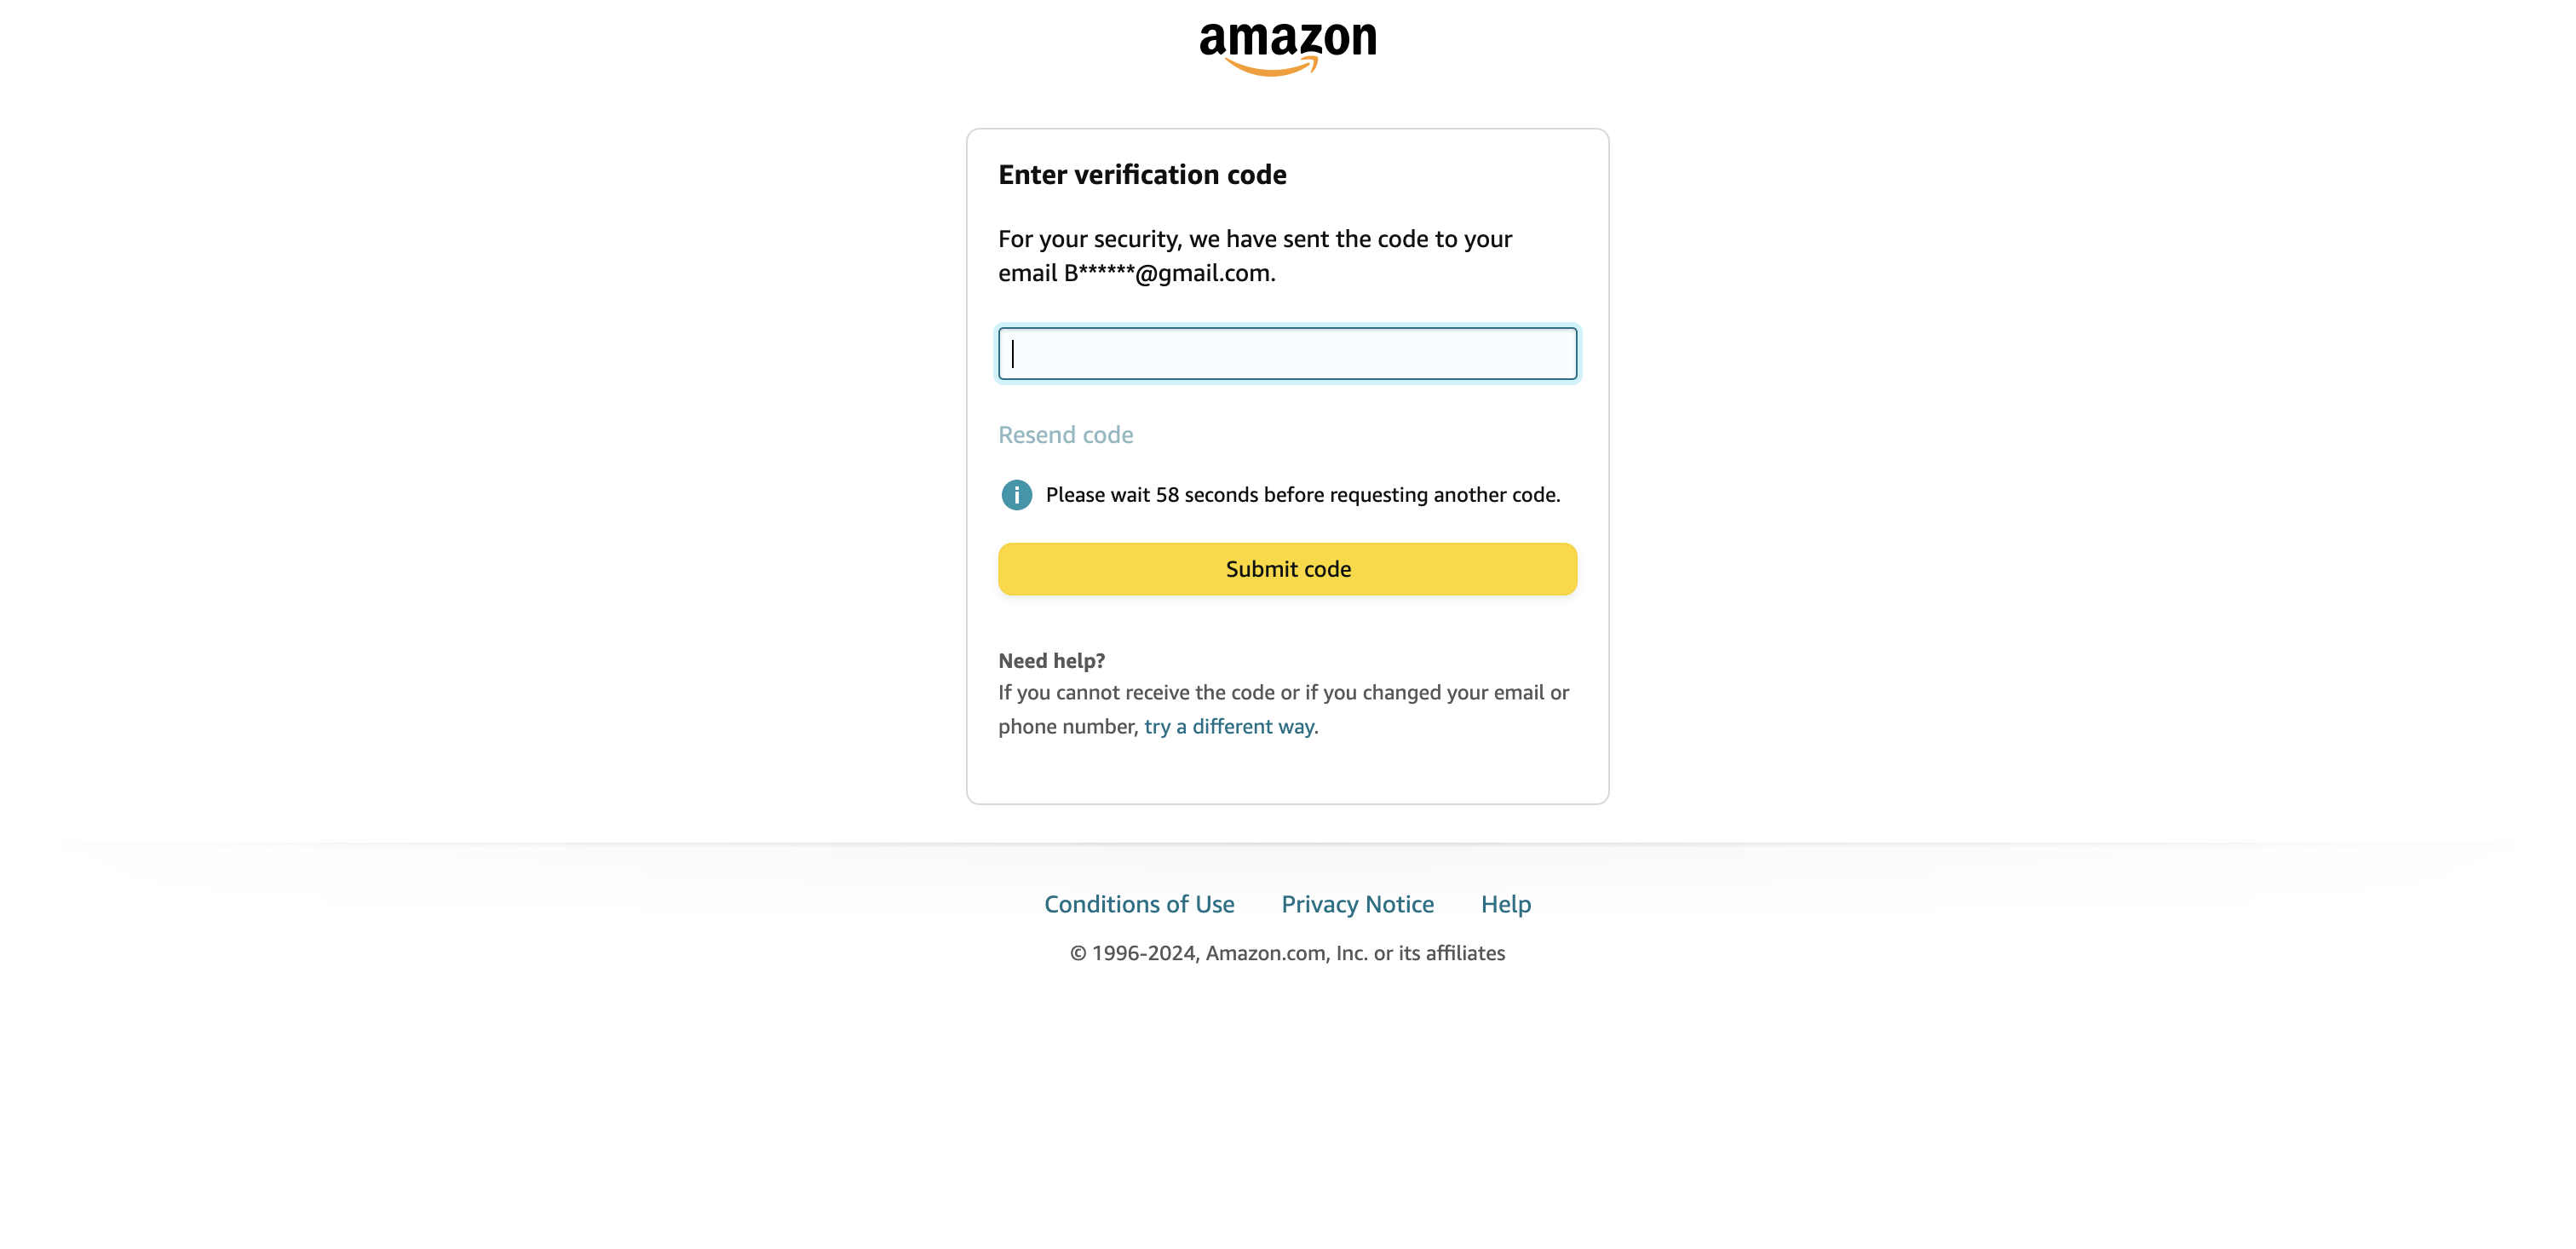 amazon
Enter verification code
For your security, we have sent the code to your
email B******@gmail.com.
Resend code
i Please wait 58 seconds before requesting another code.
Submit code
Need help?
If you cannot receive the code or if you changed your email or
phone number, try a different way.
Conditions of Use Privacy Notice Help
© 1996-2024, Amazon.com, Inc. or its affiliates